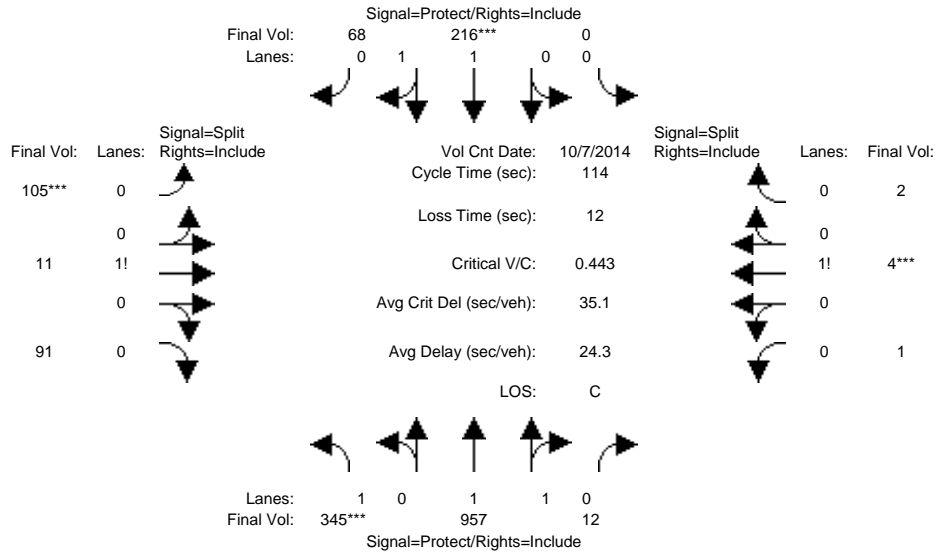 Signal=Protect/Rights=Include
Final Vol: 68 216*** 0
Lanes: 0 1 1 0 0
Signal=Split Signal=Split
Final Vol: Lanes: Rights=Include Vol Cnt Date: 10/7/2014 Rights=Include Lanes: Final Vol:
Cycle Time (sec): 114
105*** 0 0 2
Loss Time (sec): 12
0 0
11 1! Critical V/C: 0.443 1! 4***
0 Avg Crit Del (sec/veh): 35.1 0
91 0 Avg Delay (sec/veh): 24.3 0 1
LOS: C
Lanes: 1 0 1 1 0
Final Vol: 345*** 957 12
Signal=Protect/Rights=Include